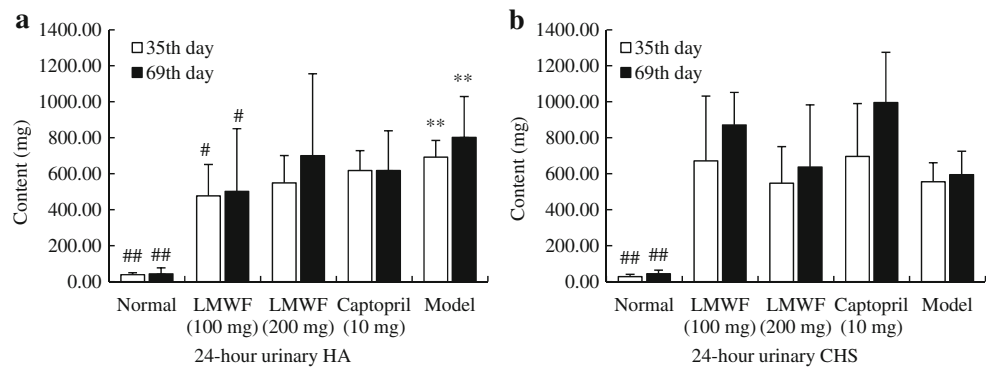 a
1400.00
1200.00
1000.00
800.00
600.00
400.00
200.00
0.00
Content (mg)
35th day
69th day
##
##
#
#
**
**
Normal
LMWF
(100 mg)
LMWF
(200 mg)
Captopril
(10 mg)
Model
24-hour urinary HA
b
1400.00
1200.00
1000.00
800.00
600.00
400.00
200.00
0.00
Content (mg)
35th day
69th day
##
##
Normal
LMWF
(100 mg)
LMWF
(200 mg)
Captopril
(10 mg)
Model
24-hour urinary CHS